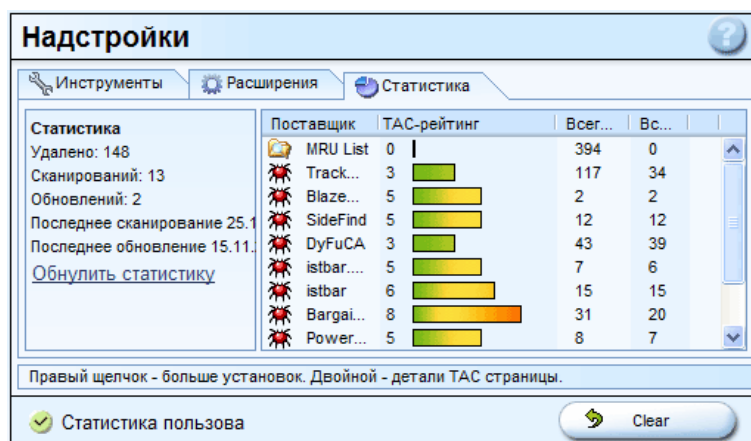 Надстройки
?
Инструменты Расширения Статистика
Статистика
Удалено: 148
Сканирований: 13
Обновлений: 2
Последнее сканирование 25.1
Последнее обновление 15.11.
Обнулить статистику
Поставщик TAC-рейтинг Всег... Вс...
MRU List 0 394 0
Track... 3 117 34
Blaze... 5 2 2
SideFind 5 12 12
DyFuCA 3 43 39
istbar.... 5 7 6
istbar 6 15 15
Bargai... 8 31 20
Power... 5 8 7
Правый щелчок - больше установок. Двойной - детали TAC страницы.
Статистика пользова
Clear